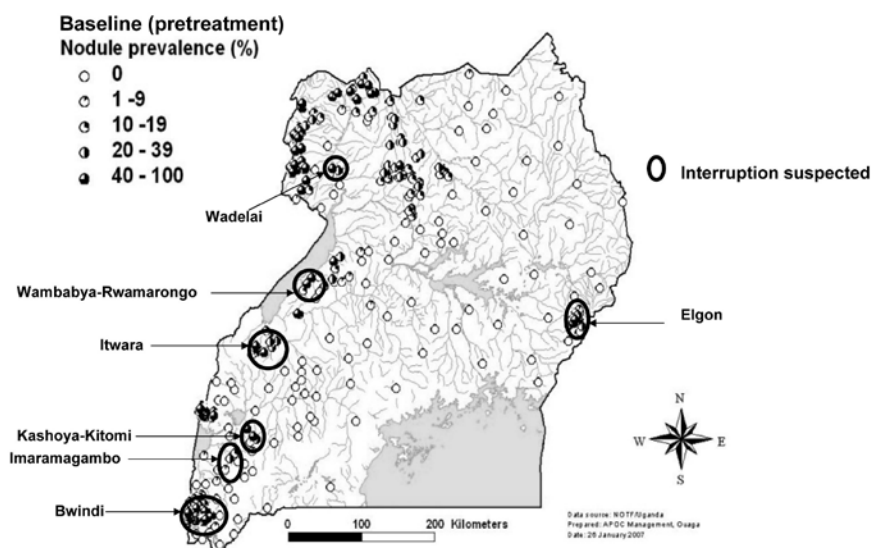 Baseline (pretreatment)
Nodule prevalence (%)
0
1 -9
10 -19
20 - 39
40 - 100
Interruption suspected
Wadelai
Wambabya-Rwamarongo
Elgon
Itwara
Kashoya-Kitomi
Imaramagambo
Bwindi
N
W E
S
0 100 200 Kilometers
Data source: NOTF/Uganda
Prepared: APOC Management, Ouaga
Date: 26 January 2007